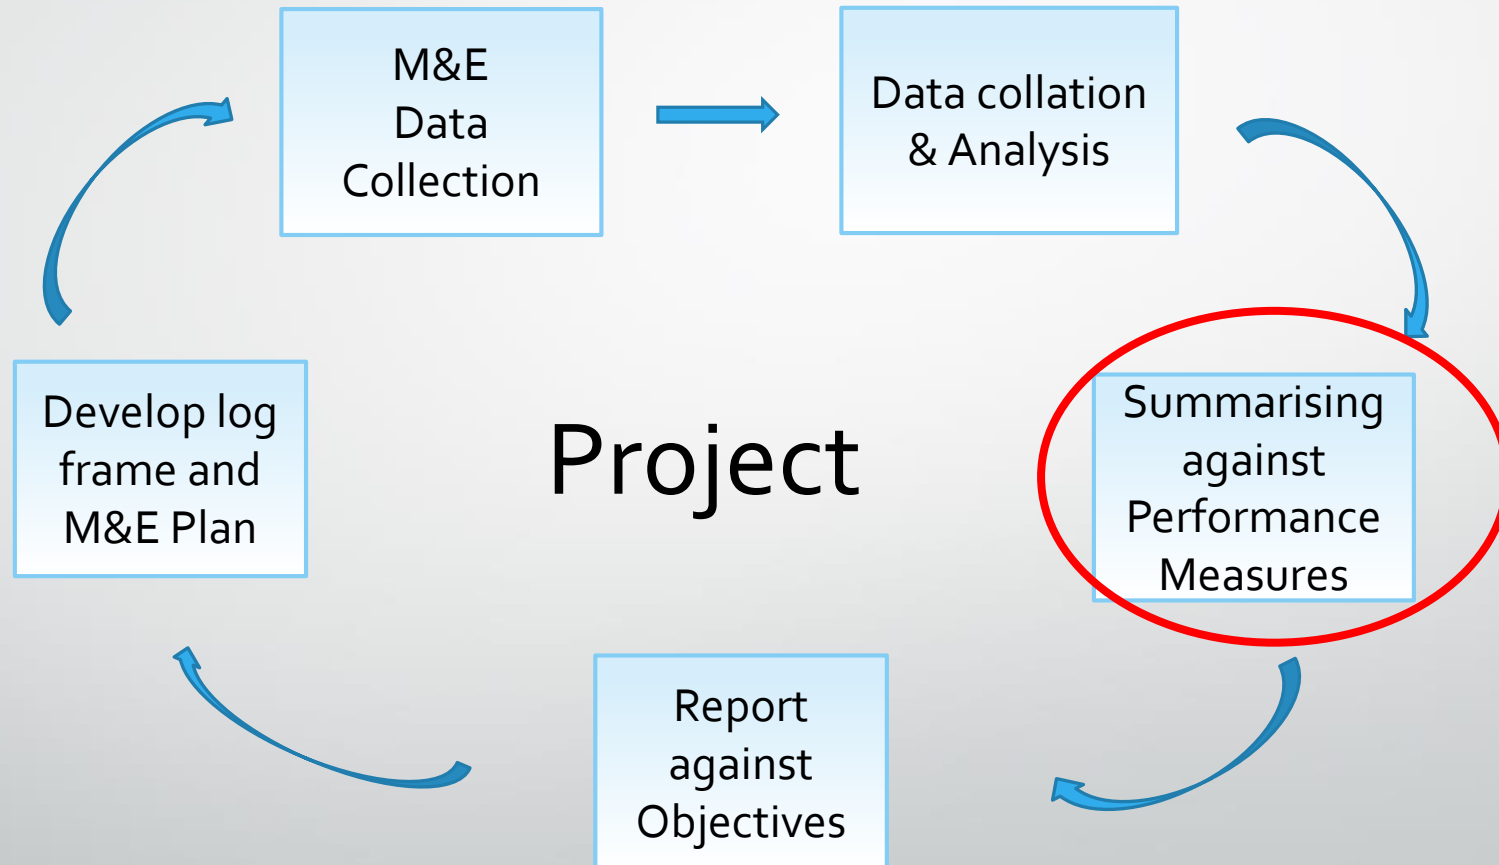 M&E
Data
Collection
Data collation
& Analysis
Develop log
frame and
M&E Plan
Project
Summarising
against
Performance
Measures
Report
against
Objectives